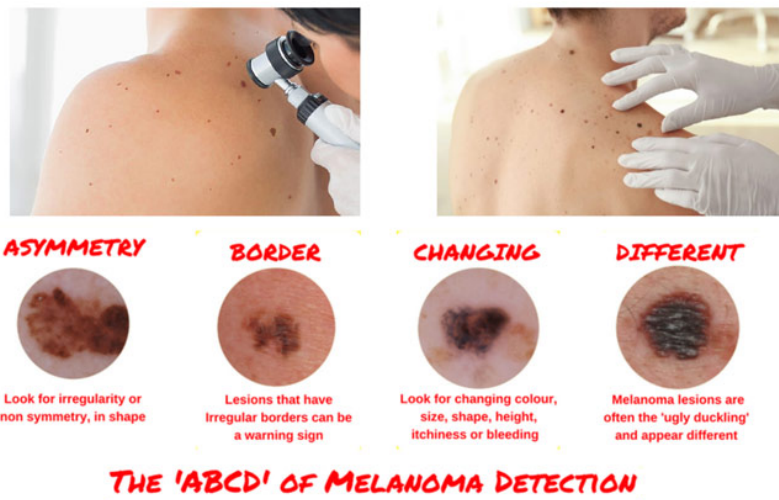 ASYMMETRY
Look for irregularity or
non symmetry, in shape
BORDER
Lesions that have
Irregular borders can be
a warning sign
CHANGING
Look for changing colour,
size, shape, height,
itchiness or bleeding
DIFFERENT
Melanoma lesions are
often the 'ugly duckling'
and appear different
THE 'ABCD' OF MELANOMA DETECTION